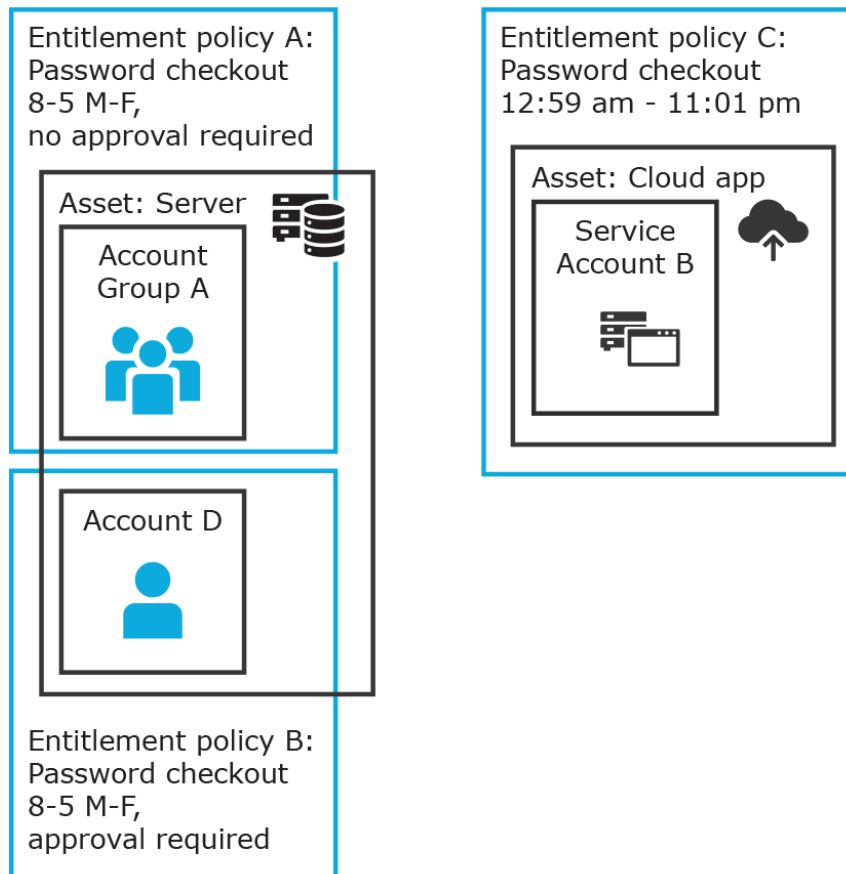 Entitlement policy A:
Password checkout
8-5 M-F,
no approval required
Asset: Server
Account
Group A
Account D
Entitlement policy B:
Password checkout
8-5 M-F,
approval required
Entitlement policy C:
Password checkout
12:59 am - 11:01 pm
Asset: Cloud app
Service
Account B